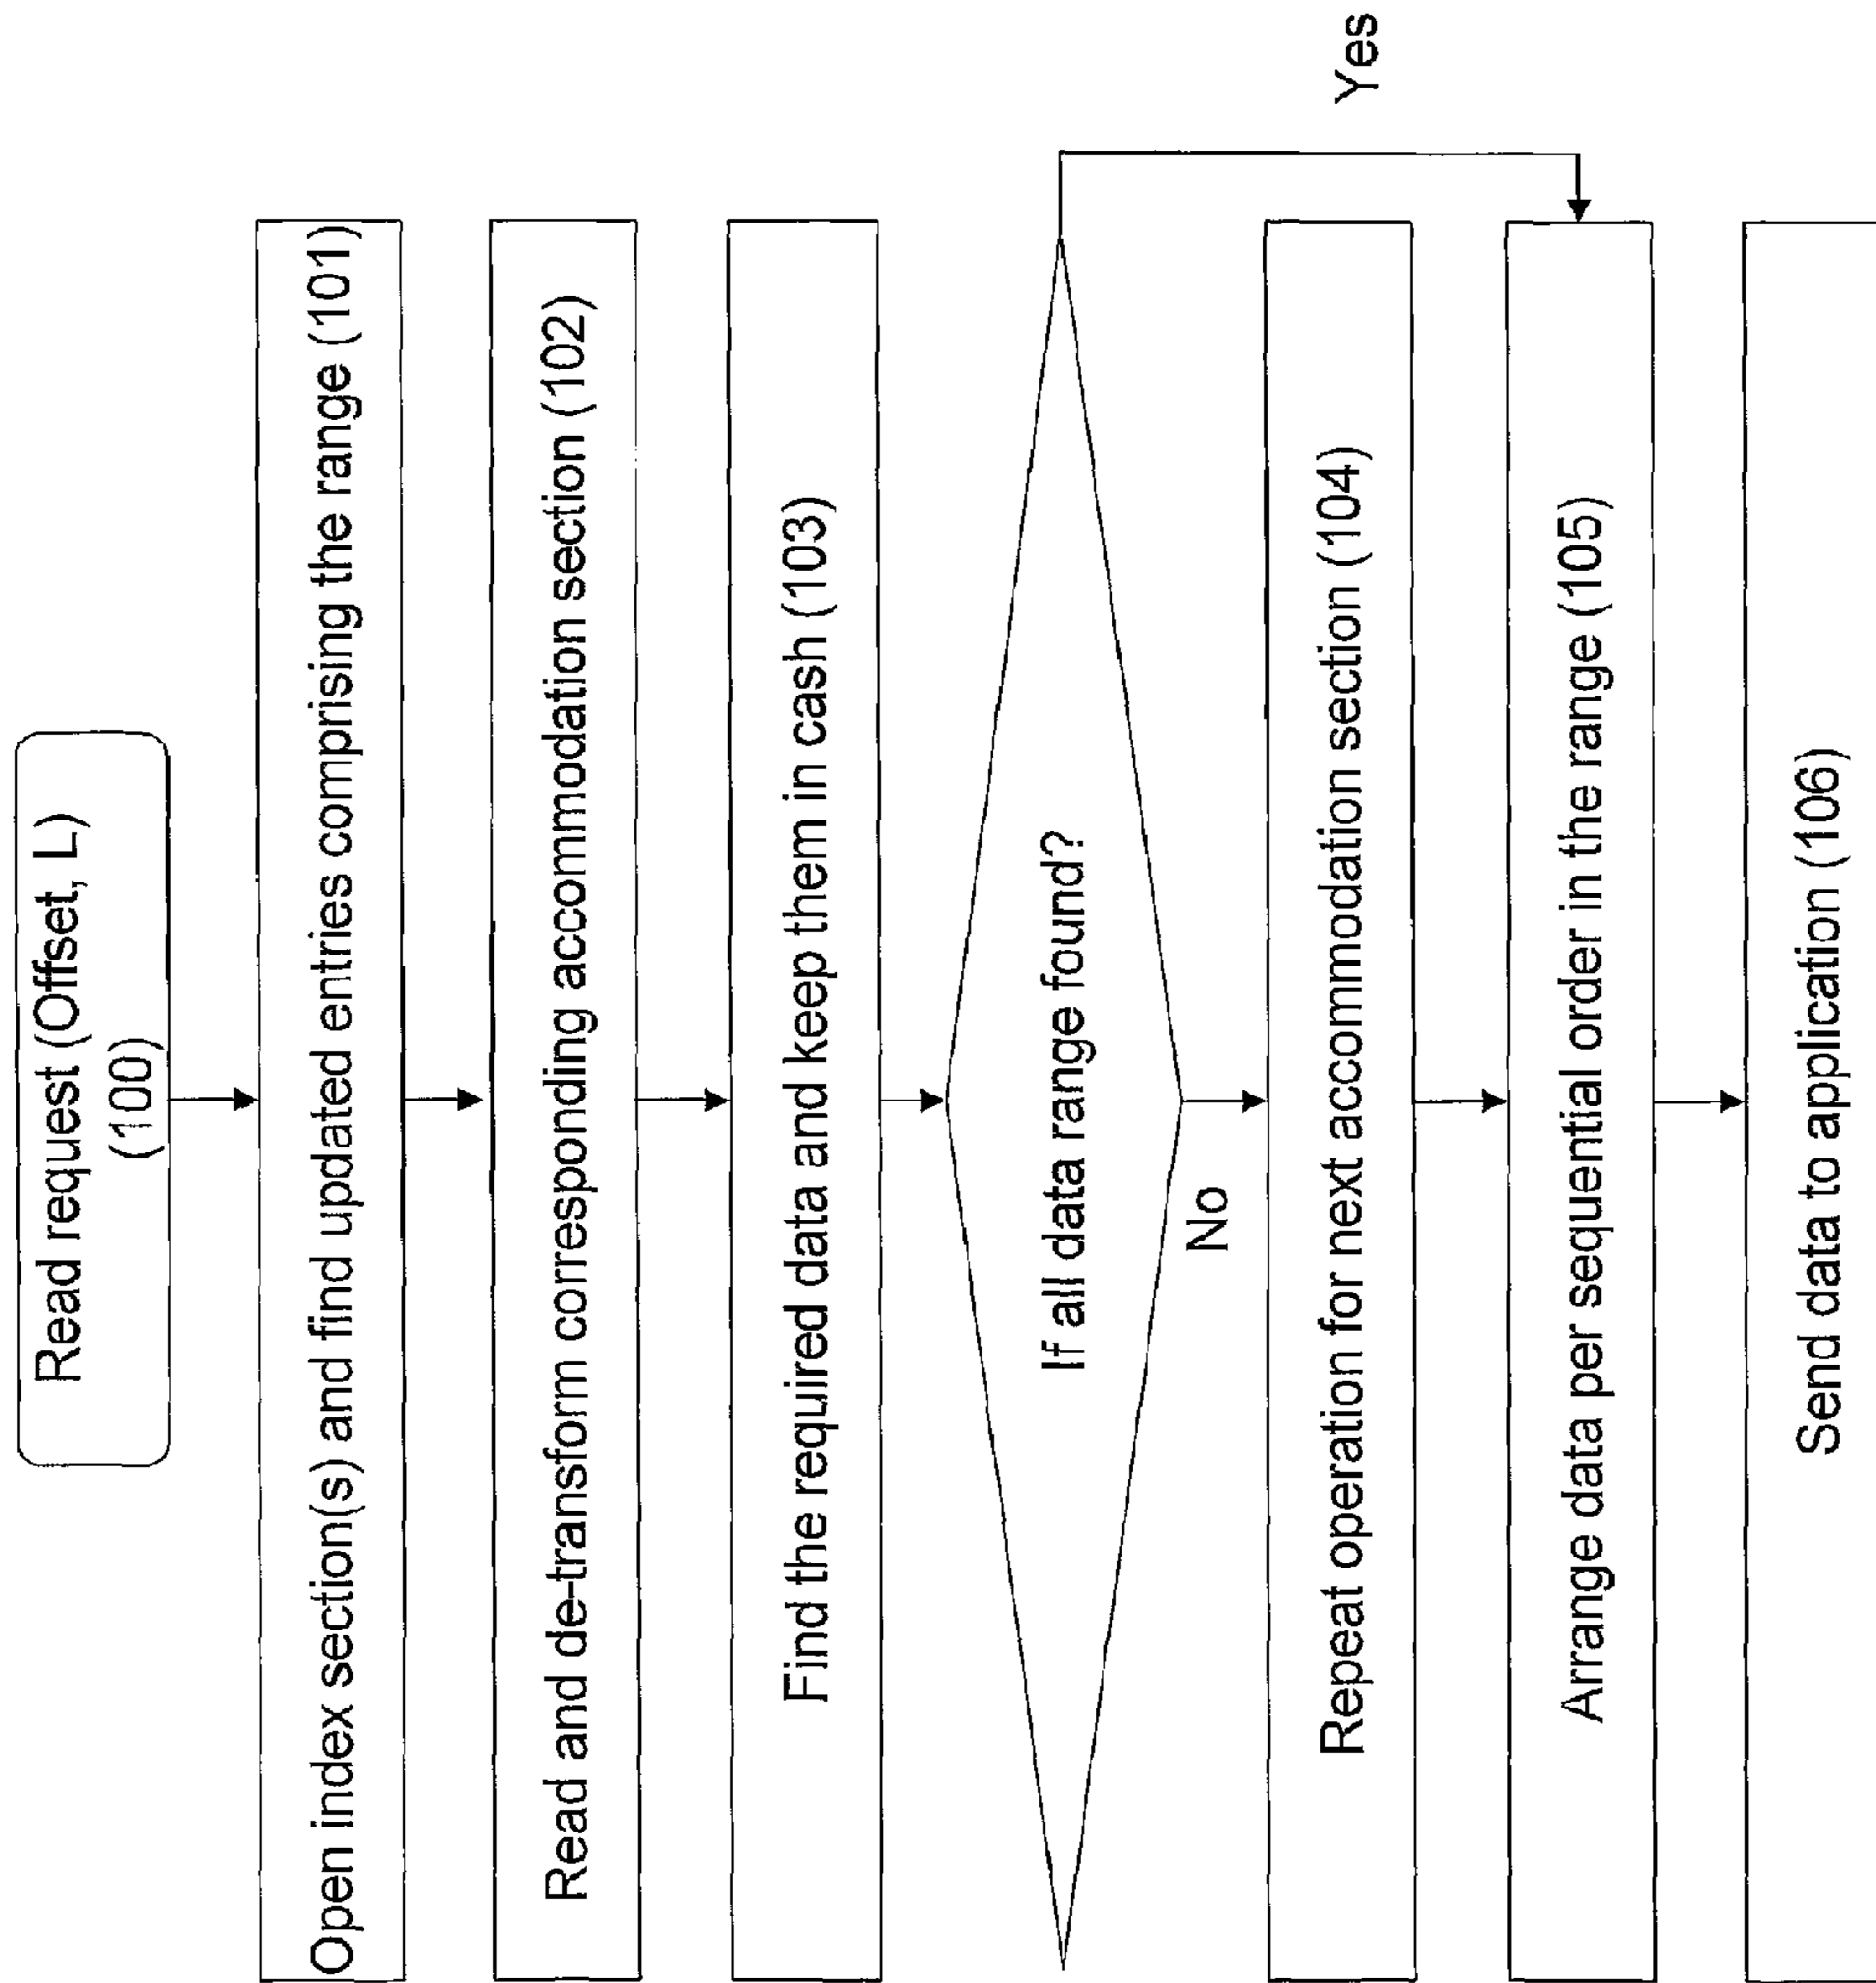 Read request (Offset, L)
(100)
Open index section(s) and find updated entries comprising the range (101)
Read and de-transform corresponding accommodation section (102)
Find the required data and keep them in cash (103)
If all data range found?
Yes
No
Repeat operation for next accommodation section (104)
Arrange data per sequential order in the range (105)
Send data to application (106)